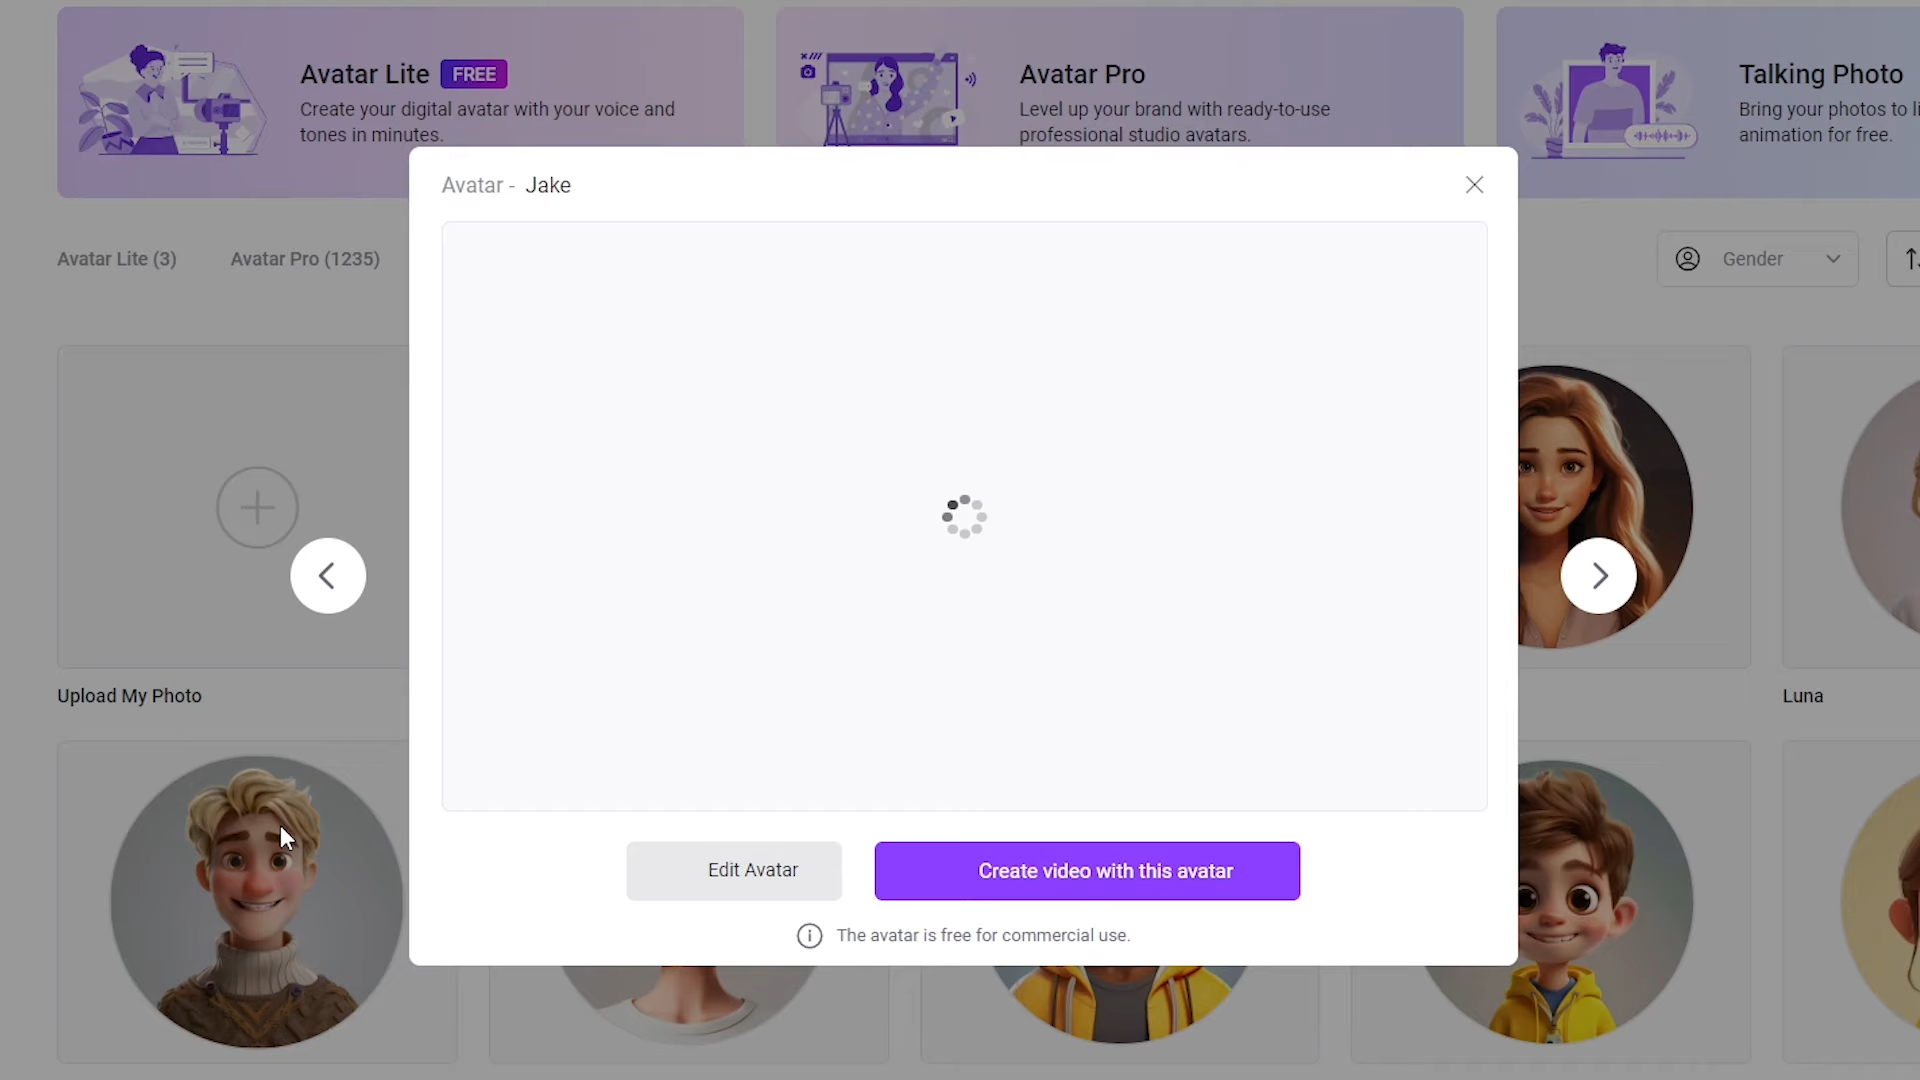 Avatar Lite FREE
Create your digital avatar with your voice and
tones in minutes.
Avatar Pro
Level up your brand with ready-to-use
professional studio avatars.
Talking Photo
Bring your photos to li
animation for free.
Avatar - Jake
Avatar Lite (3)
Avatar Pro (1235)
Gender
Upload My Photo
Luna
Edit Avatar
Create video with this avatar
The avatar is free for commercial use.